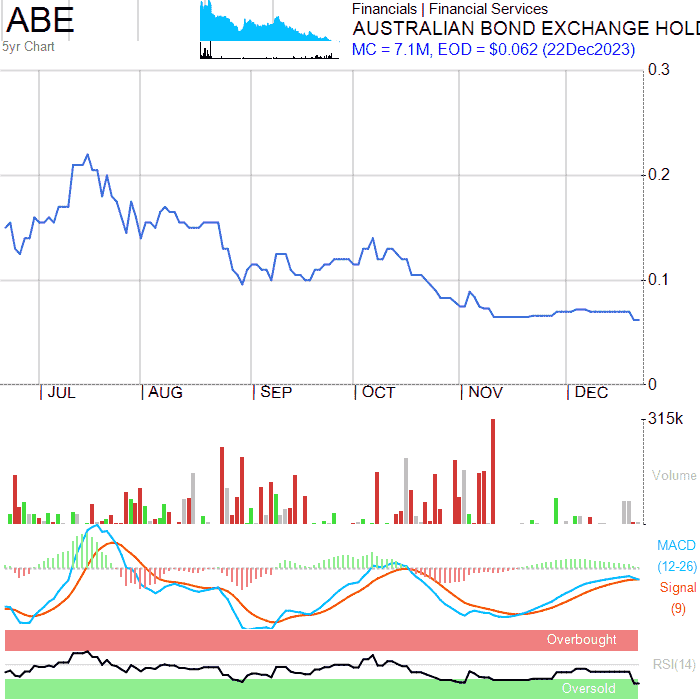 ABE
5yr Chart
Financials | Financial Services
AUSTRALIAN BOND EXCHANGE HOLD
MC = 7.1M, EOD = $0.062 (22Dec2023)
0.3
0.2
0.1
0
JUL AUG SEP OCT NOV DEC
315k
Volume
MACD
(12-26)
Signal
(9)
Overbought
RSI(14)
Oversold